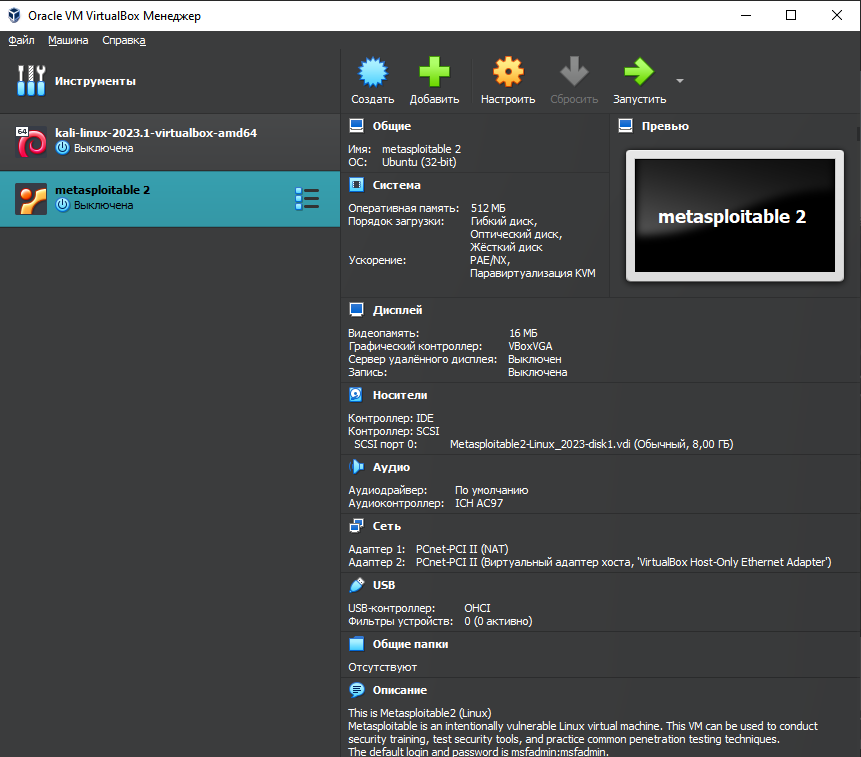 Oracle VM VirtualBox Менеджер
Файл Машина Справка
Инструменты
64
kali-linux-2023.1-virtualbox-amd64
Выключена
metasploitable 2
Выключена
Создать Добавить Настроить Сбросить Запустить
Общие
Имя: metasploitable 2
ОС: Ubuntu (32-bit)
Превью
metasploitable 2
Система
Оперативная память: 512 МБ
Порядок загрузки: Гибкий диск,
Оптический диск,
Жёсткий диск
Ускорение: PAE/NX,
Паравиртуализация KVM
Дисплей
Видеопамять: 16 МБ
Графический контроллер: VBoxVGA
Сервер удалённого дисплея: Выключен
Запись: Выключена
Носители
Контроллер: IDE
Контроллер: SCSI
SCSI порт 0: Metasploitable2-Linux_2023-disk1.vdi (Обычный, 8,00 ГБ)
Аудио
Аудиодрайвер: По умолчанию
Аудиоконтроллер: ICH AC97
Сеть
Адаптер 1: PCnet-PCI II (NAT)
Адаптер 2: PCnet-PCI II (Виртуальный адаптер хоста, 'VirtualBox Host-Only Ethernet Adapter')
USB
USB-контроллер: OHCI
Фильтры устройств: 0 (0 активно)
Общие папки
Отсутствуют
Описание
This is Metasploitable2 (Linux)
Metasploitable is an intentionally vulnerable Linux virtual machine. This VM can be used to conduct
security training, test security tools, and practice common penetration testing techniques.
The default login and password is msfadmin:msfadmin.